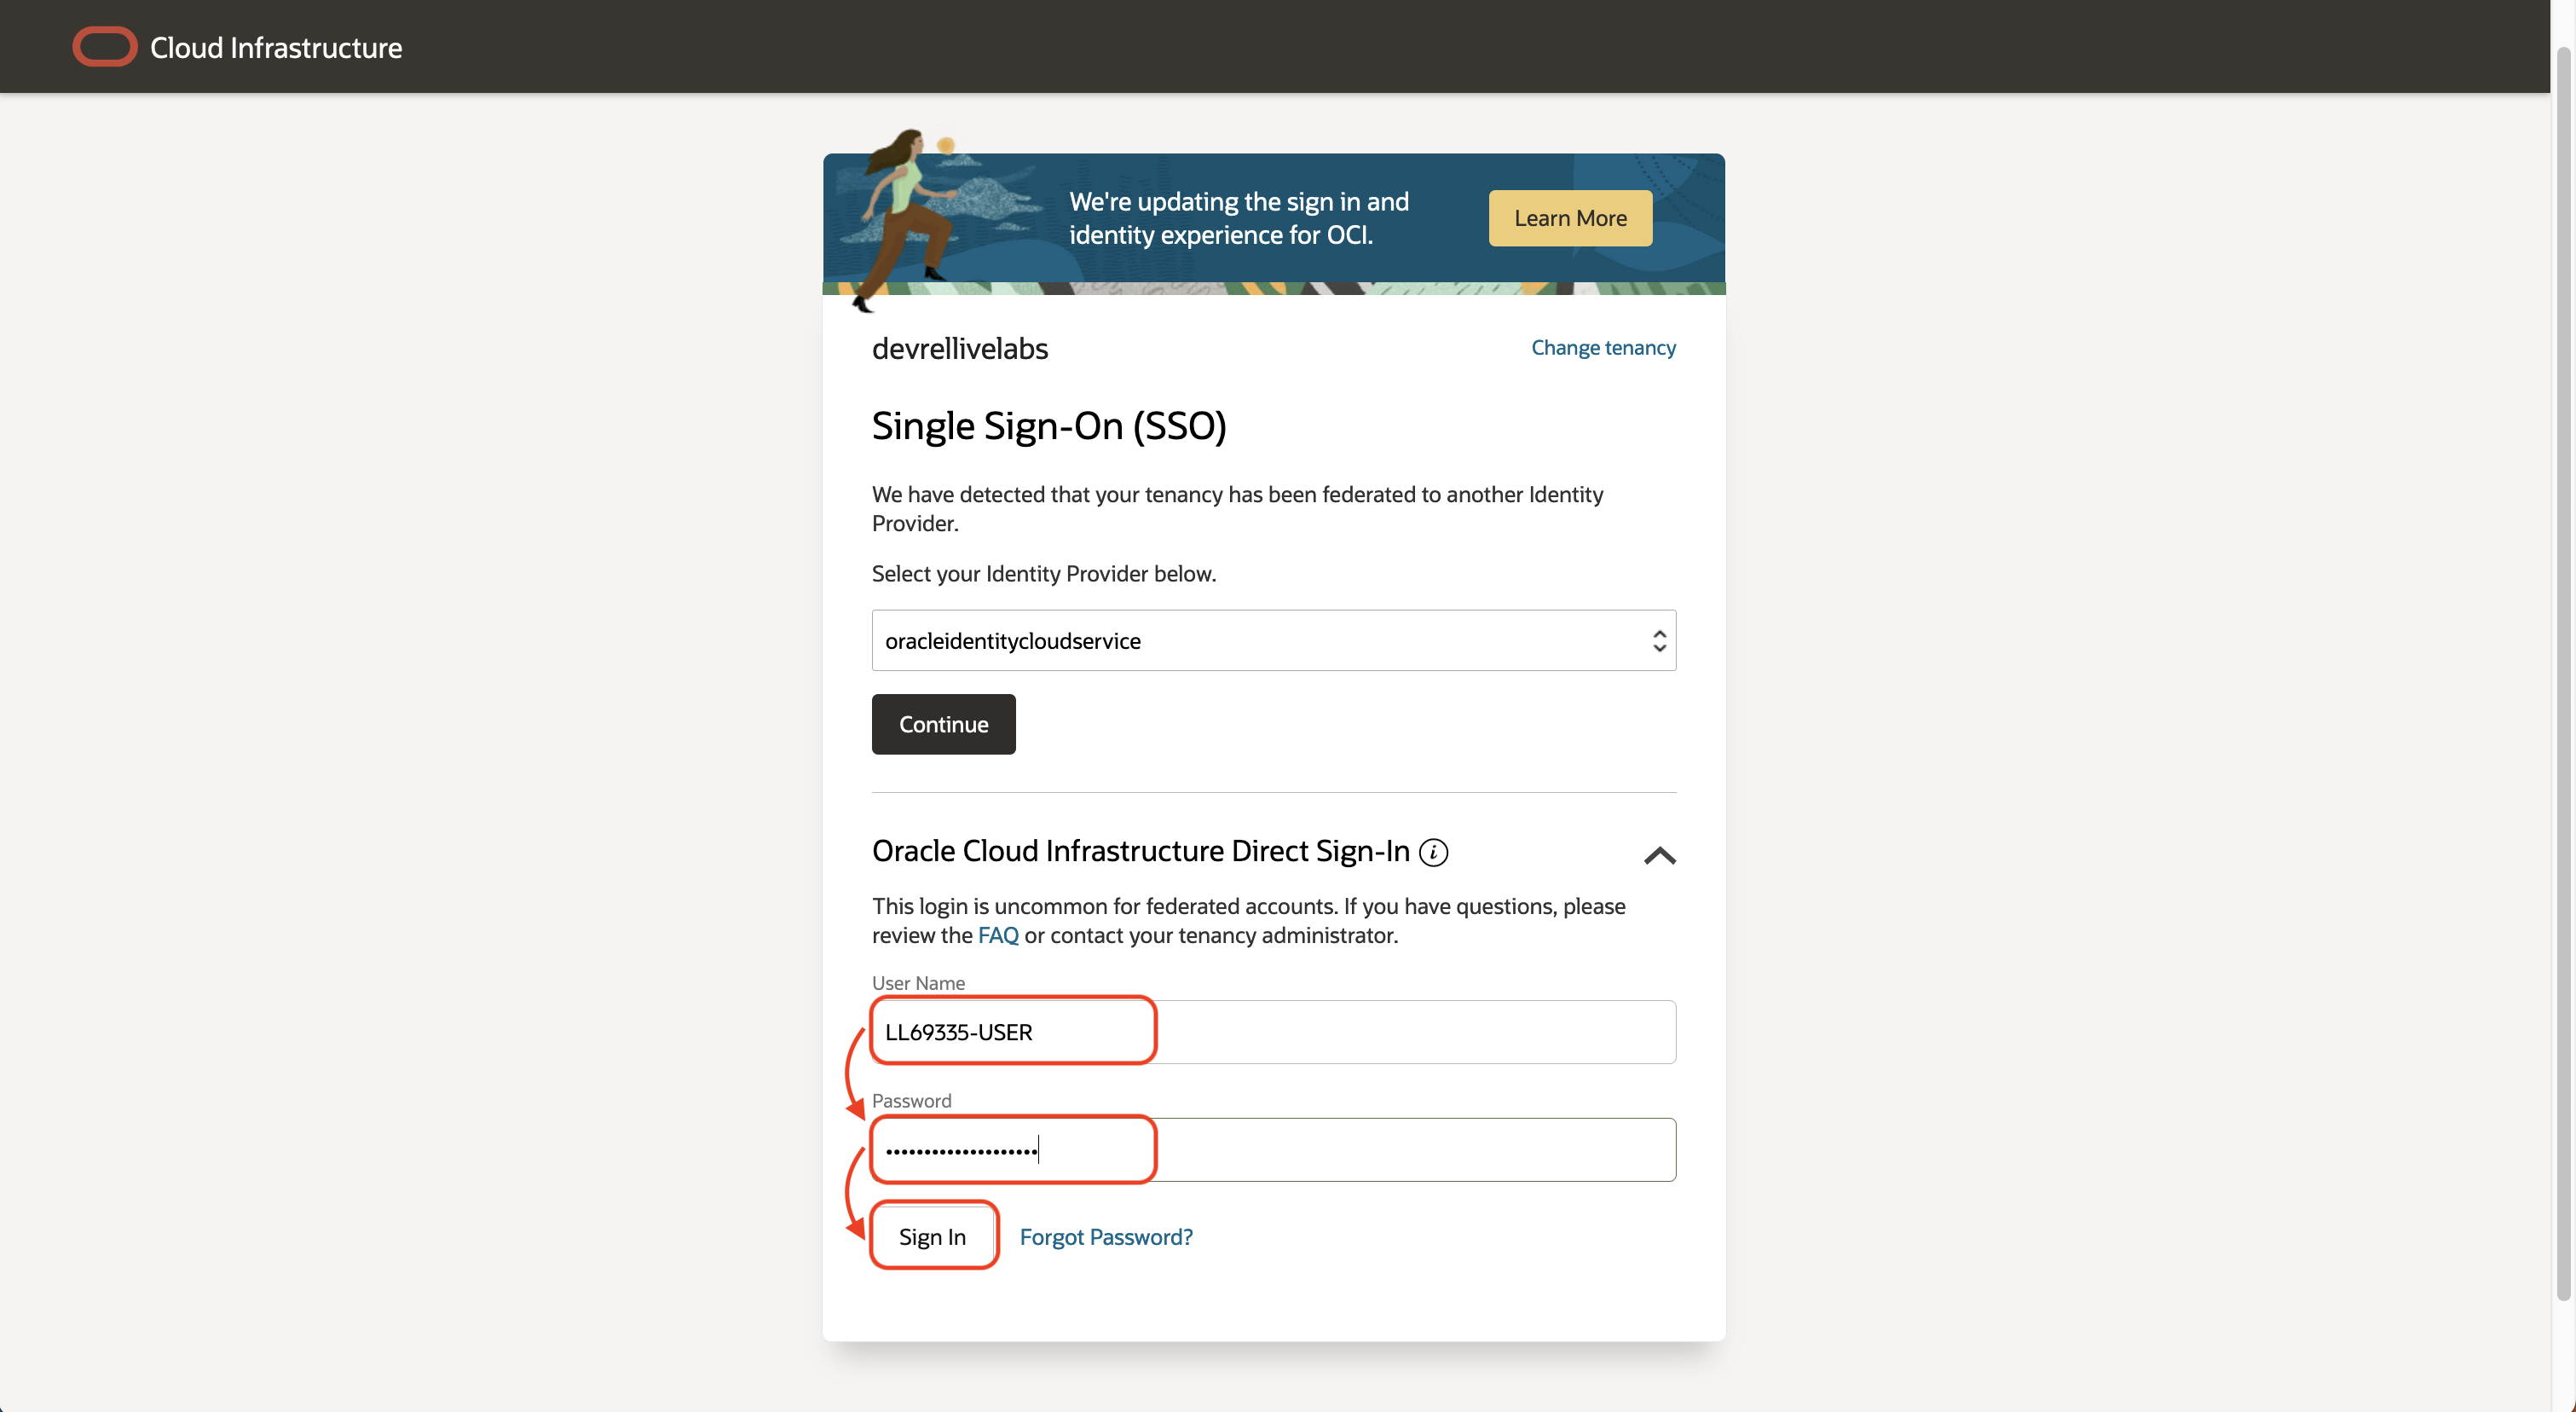 Cloud Infrastructure
We're updating the sign in and
identity experience for OCI.
Learn More
devrellivelabs
Change tenancy
Single Sign-On (SSO)
We have detected that your tenancy has been federated to another Identity
Provider.
Select your Identity Provider below.
oracleidentitycloudservice
Continue
Oracle Cloud Infrastructure Direct Sign-In
This login is uncommon for federated accounts. If you have questions, please
review the FAQ or contact your tenancy administrator.
User Name
LL69335-USER
Password
••••••••••••••••••••
Sign In
Forgot Password?